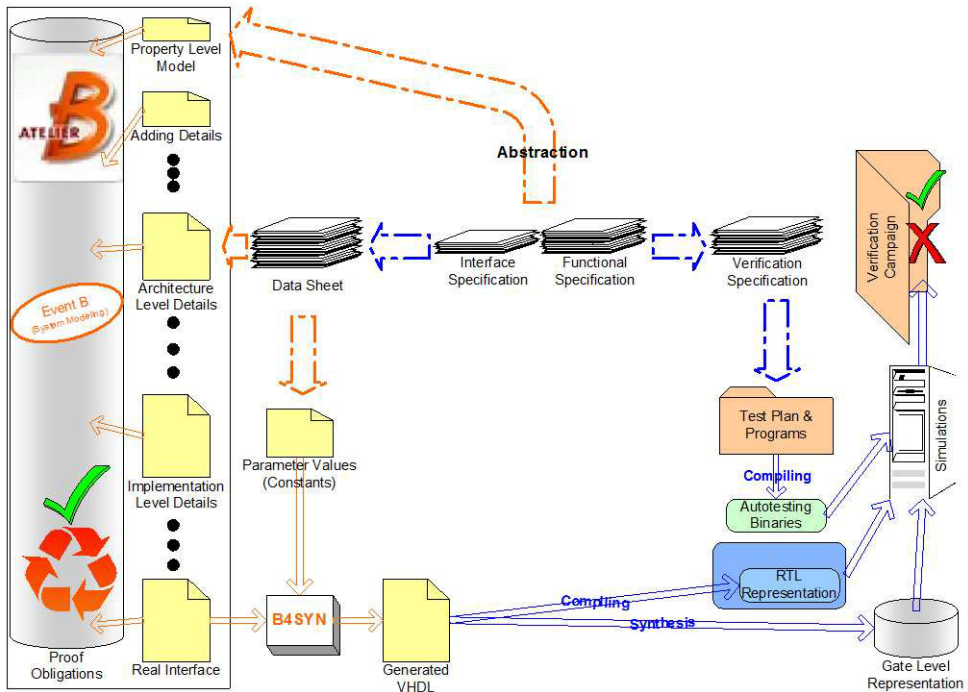 Property Level
Model
ATELIER
B
Adding Details
Abstraction
Architecture
Level Details
Event B
(System Modeling)
Data Sheet
Interface
Specification
Functional
Specification
Verification
Specification
Verification
Campaign
X
Implementation
Level Details
Parameter Values
(Constants)
Test Plan &
Programs
Compiling
Autotesting
Binaries
Simulations
RTL
Representation
Compiling
Synthesis
B4SYN
Proof
Obligations
Real Interface
Generated
VHDL
Gate Level
Representation